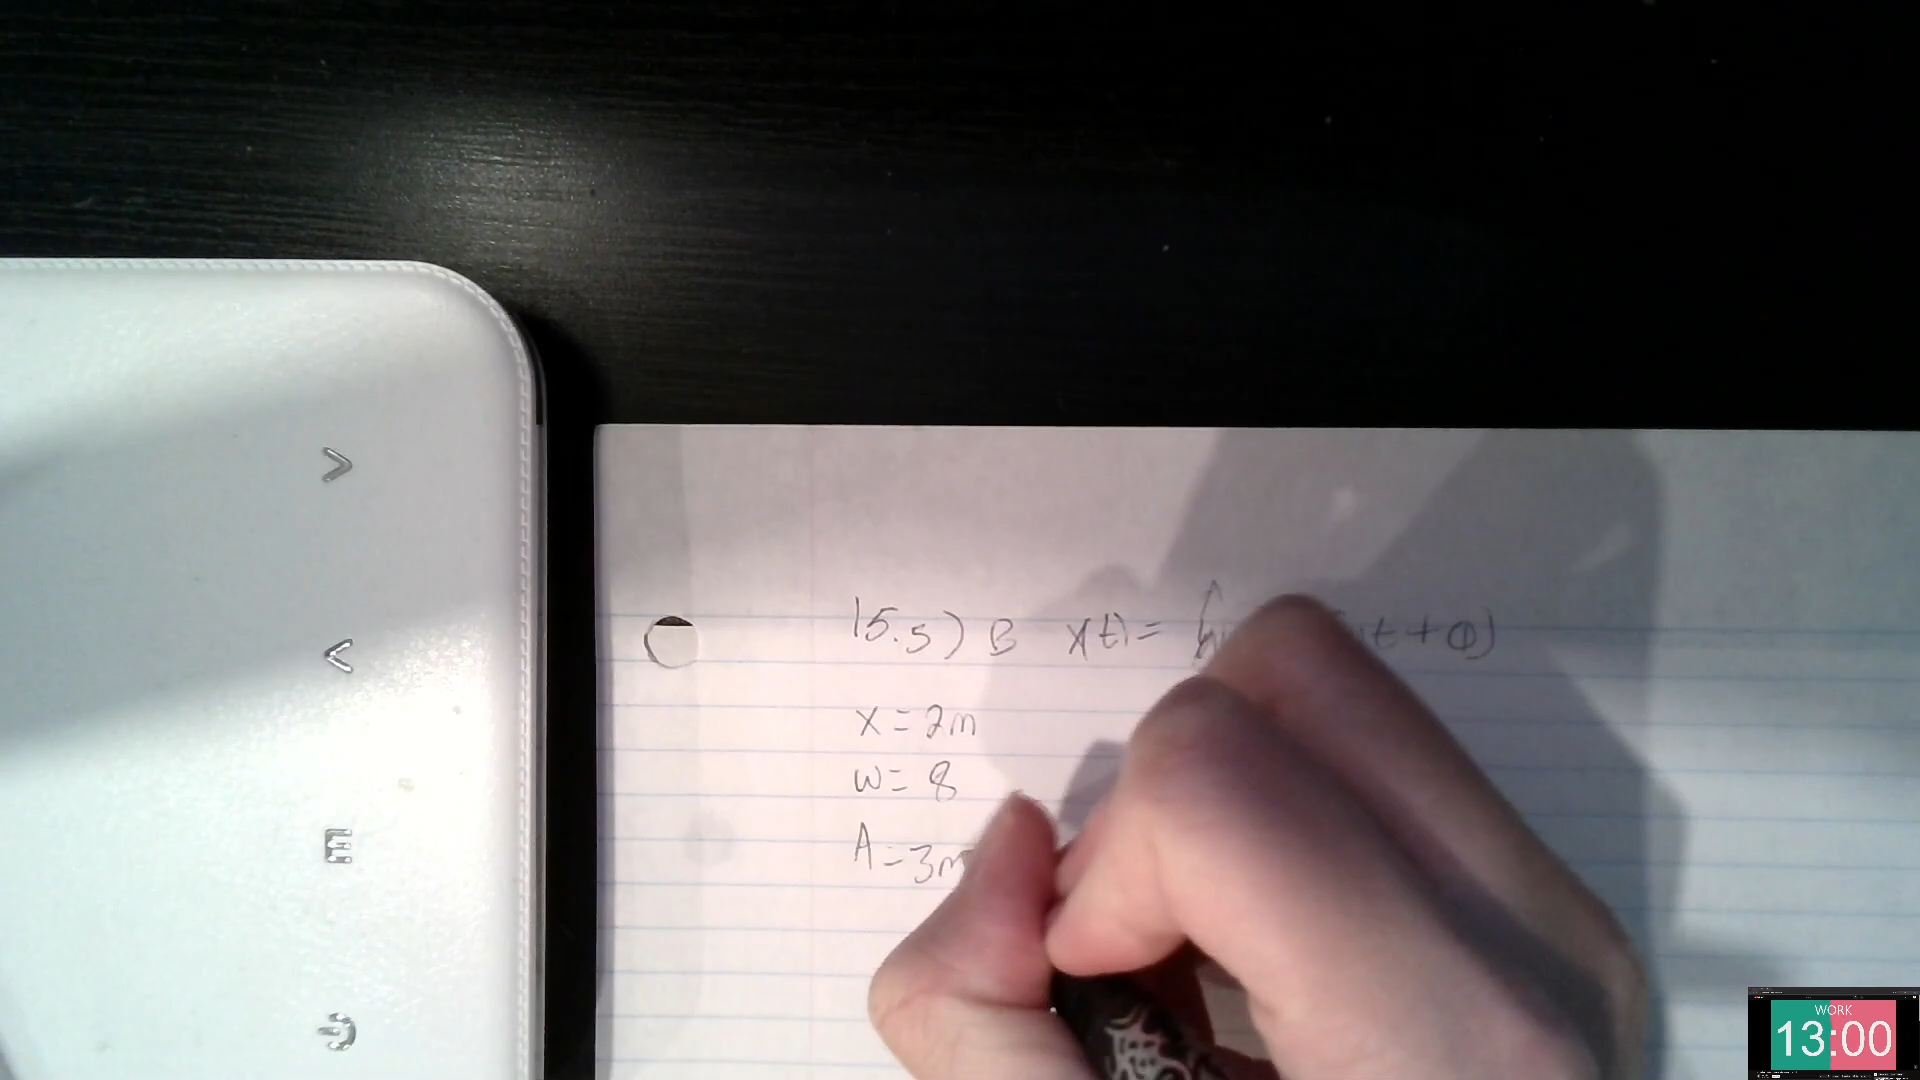 15.5) B x(t) = t + Φ)
x = 2m
w = 8
A = 3m
WORK
13:00